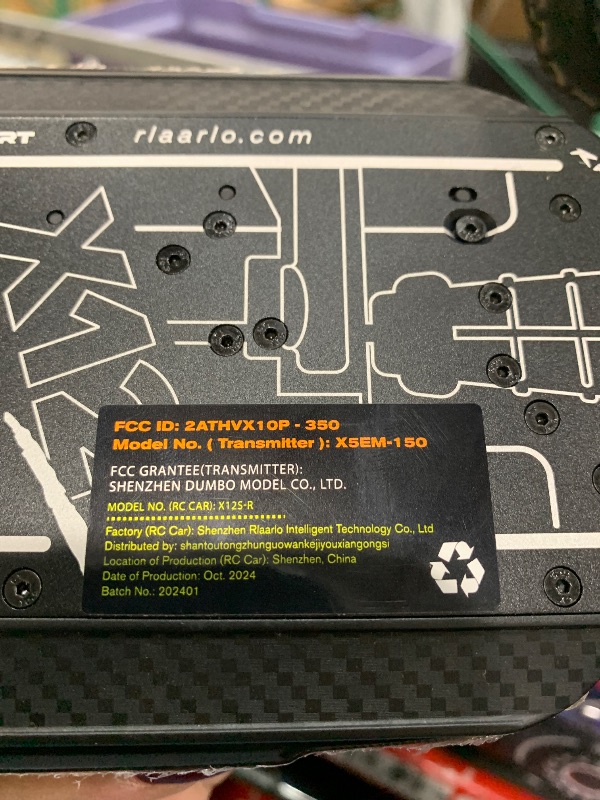 RT
rlaarlo.com
FCC ID: 2ATHVX10P - 350
Model No. ( Transmitter ): X5EM-150
FCC GRANTEE(TRANSMITTER):
SHENZHEN DUMBO MODEL CO., LTD.
MODEL NO. (RC CAR): X12S-R
Factory (RC Car): Shenzhen Rlaarlo Intelligent Technology Co., Ltd
Distributed by: shantoutongzhunguowankejiyouxiangongsi
Location of Production (RC Car): Shenzhen, China
Date of Production: Oct. 2024
Batch No.: 202401